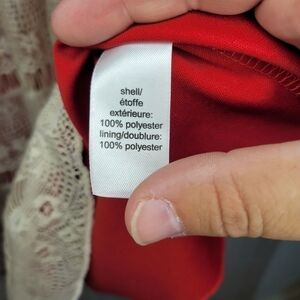 shell/
étoffe
extérieure:
100% polyester
lining/doublure:
100% polyester